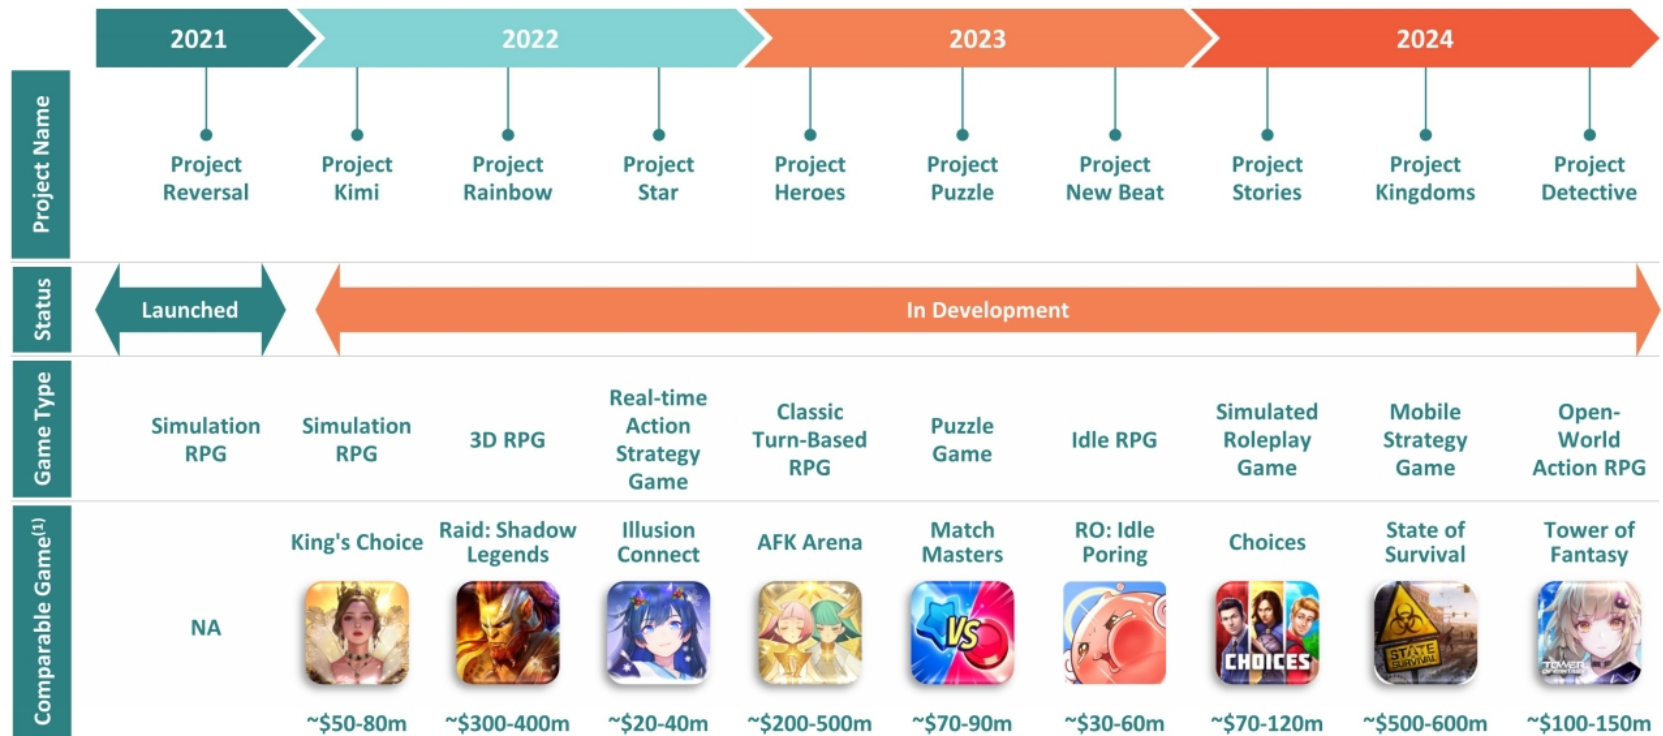 2021
2022
2023
2024
Project Name
Project
Reversal
Project
Kimi
Project
Rainbow
Project
Star
Project
Heroes
Project
Puzzle
Project
New Beat
Project
Stories
Project
Kingdoms
Project
Detective
Status
Launched
In Development
Game Type
Simulation
RPG
Simulation
RPG
3D RPG
Real-time
Action
Strategy
Game
Classic
Turn-Based
RPG
Puzzle
Game
Idle RPG
Simulated
Roleplay
Game
Mobile
Strategy
Game
Open-
World
Action RPG
Comparable Game(1)
NA
King's Choice
Raid: Shadow
Legends
Illusion
Connect
AFK Arena
Match
Masters
RO: Idle
Poring
Choices
State of
Survival
Tower of
Fantasy
VS
CHOICES
STATE
SURVIVAL
TOWER
OF FANTASY
~$50-80m
~$300-400m
~$20-40m
~$200-500m
~$70-90m
~$30-60m
~$70-120m
~$500-600m
~$100-150m